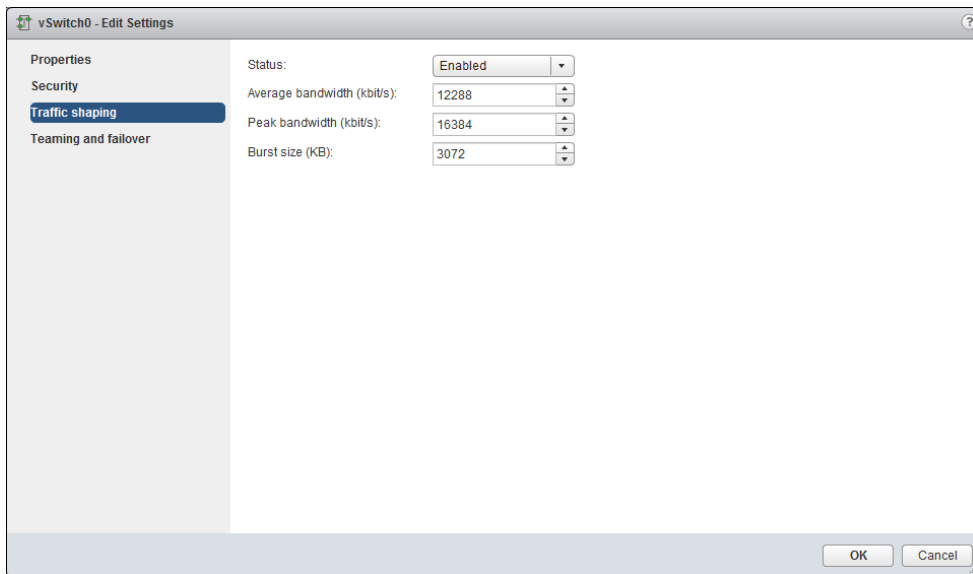 vSwitch0 - Edit Settings
?
Properties
Security
Traffic shaping
Teaming and failover
Status: Enabled
Average bandwidth (kbit/s): 12288
Peak bandwidth (kbit/s): 16384
Burst size (KB): 3072
OK Cancel